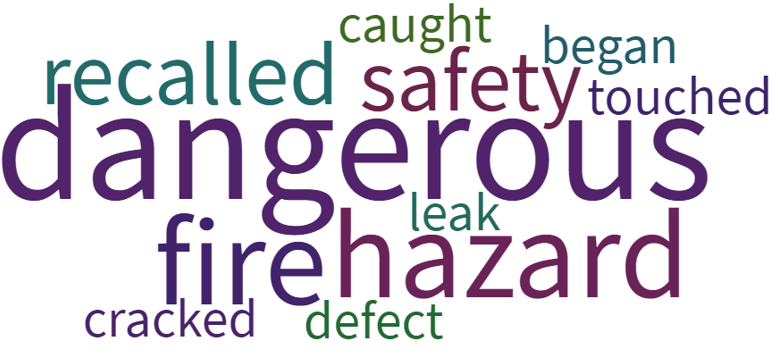 caught
began
recalled
safety
touched
dangerous
leak
fire
hazard
cracked
defect